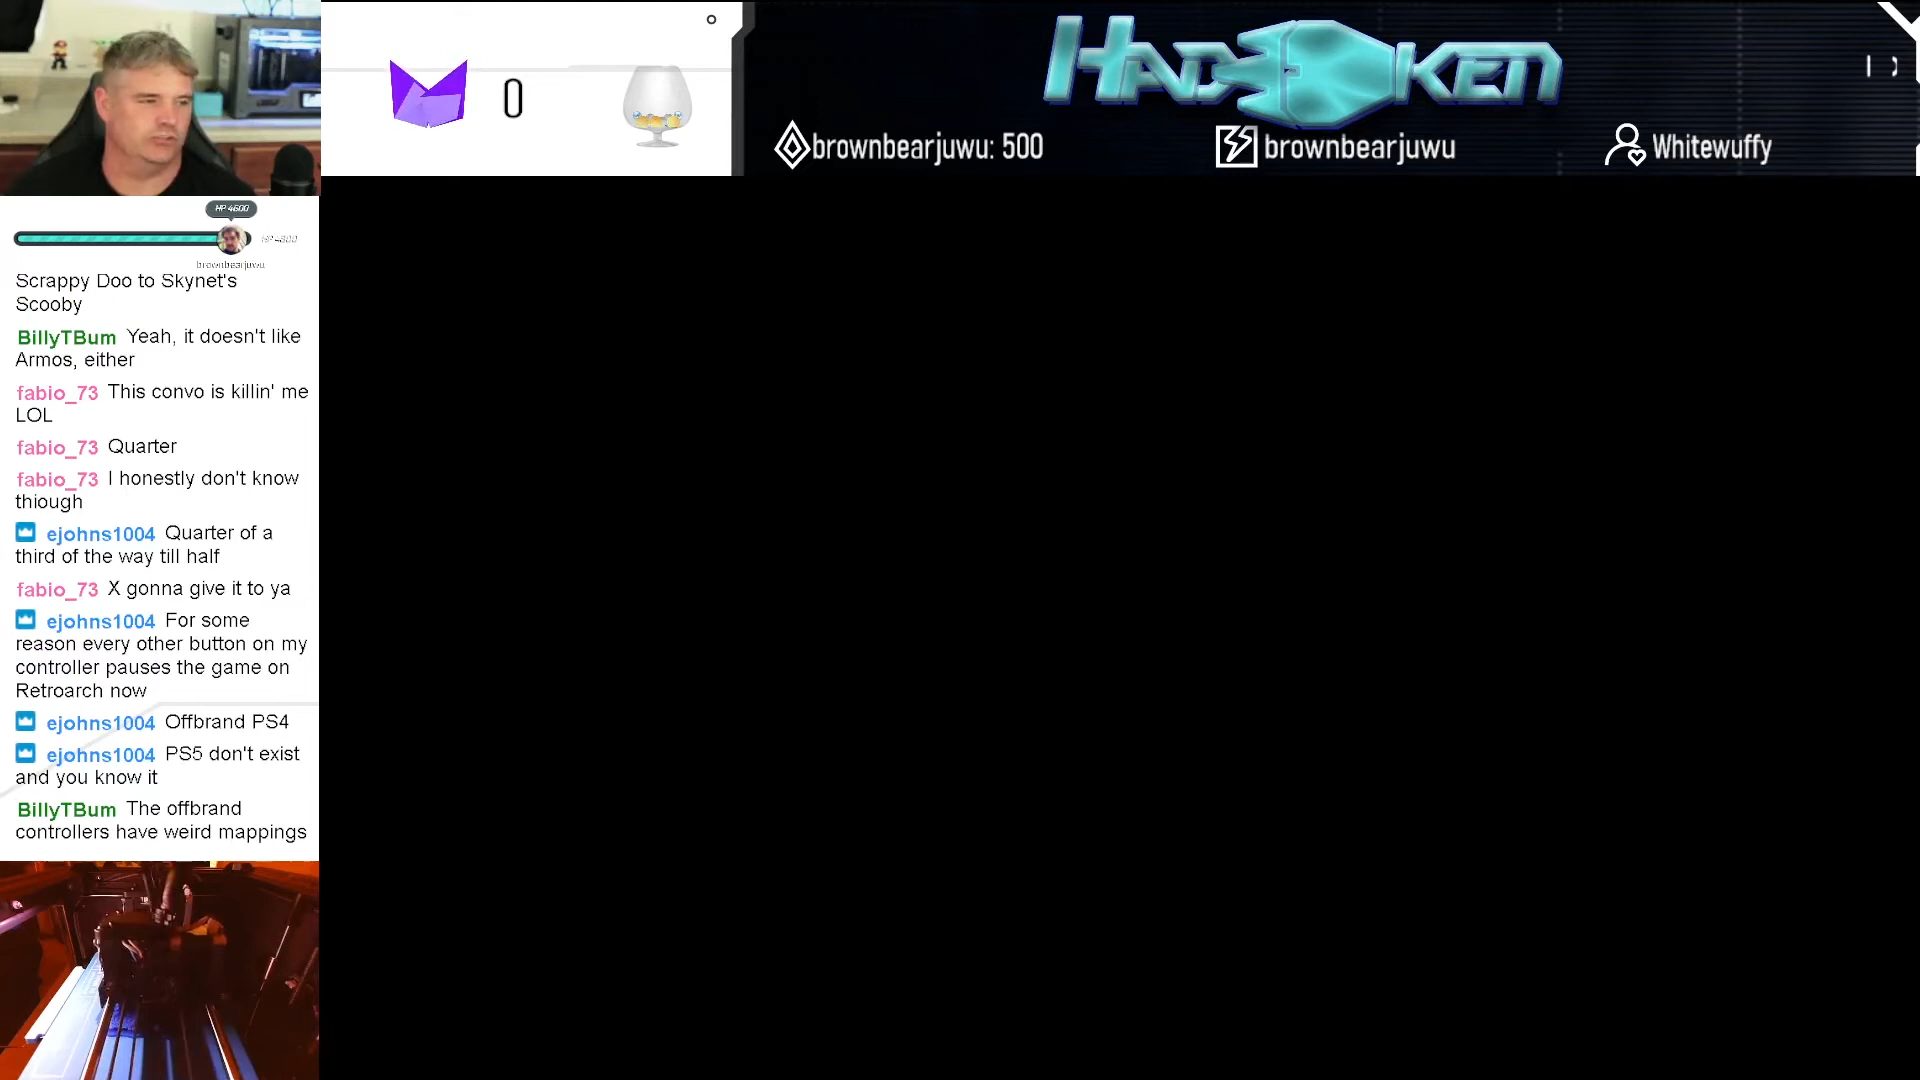 0
HADOKEN
brownbearjuwu: 500
brownbearjuwu
Whitewuffy
HP 4600
HP 4800
brownbearjuwu
Scrappy Doo to Skynet's
Scooby
BillyTBum Yeah, it doesn't like
Armos, either
fabio_73 This convo is killin' me
LOL
fabio_73 Quarter
fabio_73 I honestly don't know
thiough
ejohns1004 Quarter of a
third of the way till half
fabio_73 X gonna give it to ya
ejohns1004 For some
reason every other button on my
controller pauses the game on
Retroarch now
ejohns1004 Offbrand PS4
ejohns1004 PS5 don't exist
and you know it
BillyTBum The offbrand
controllers have weird mappings